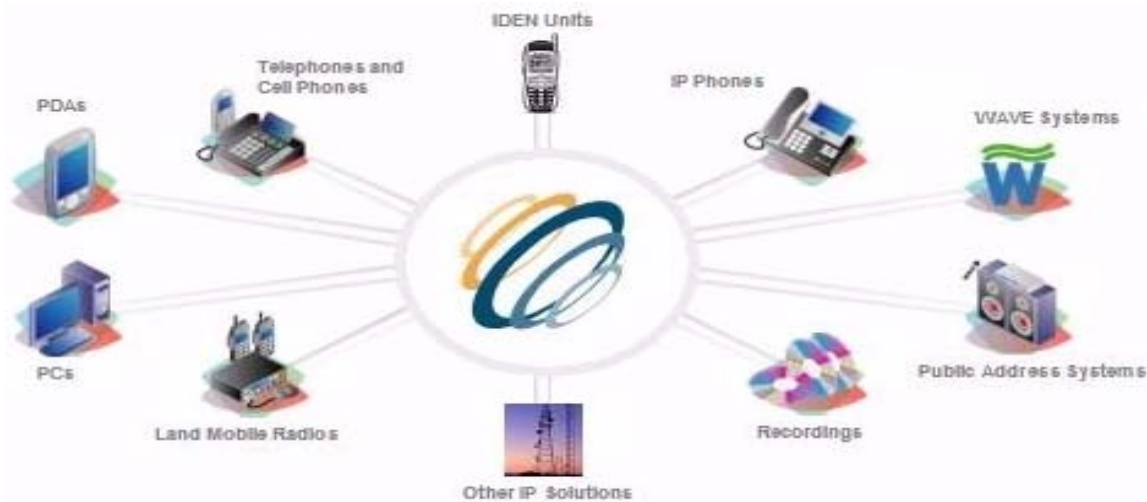 IDEN Units
Telephones and
Cell Phones
IP Phones
PDAs
WAVE Systems
W
PCs
Public Address Systems
Land Mobile Radios
Recordings
Other IP Solutions